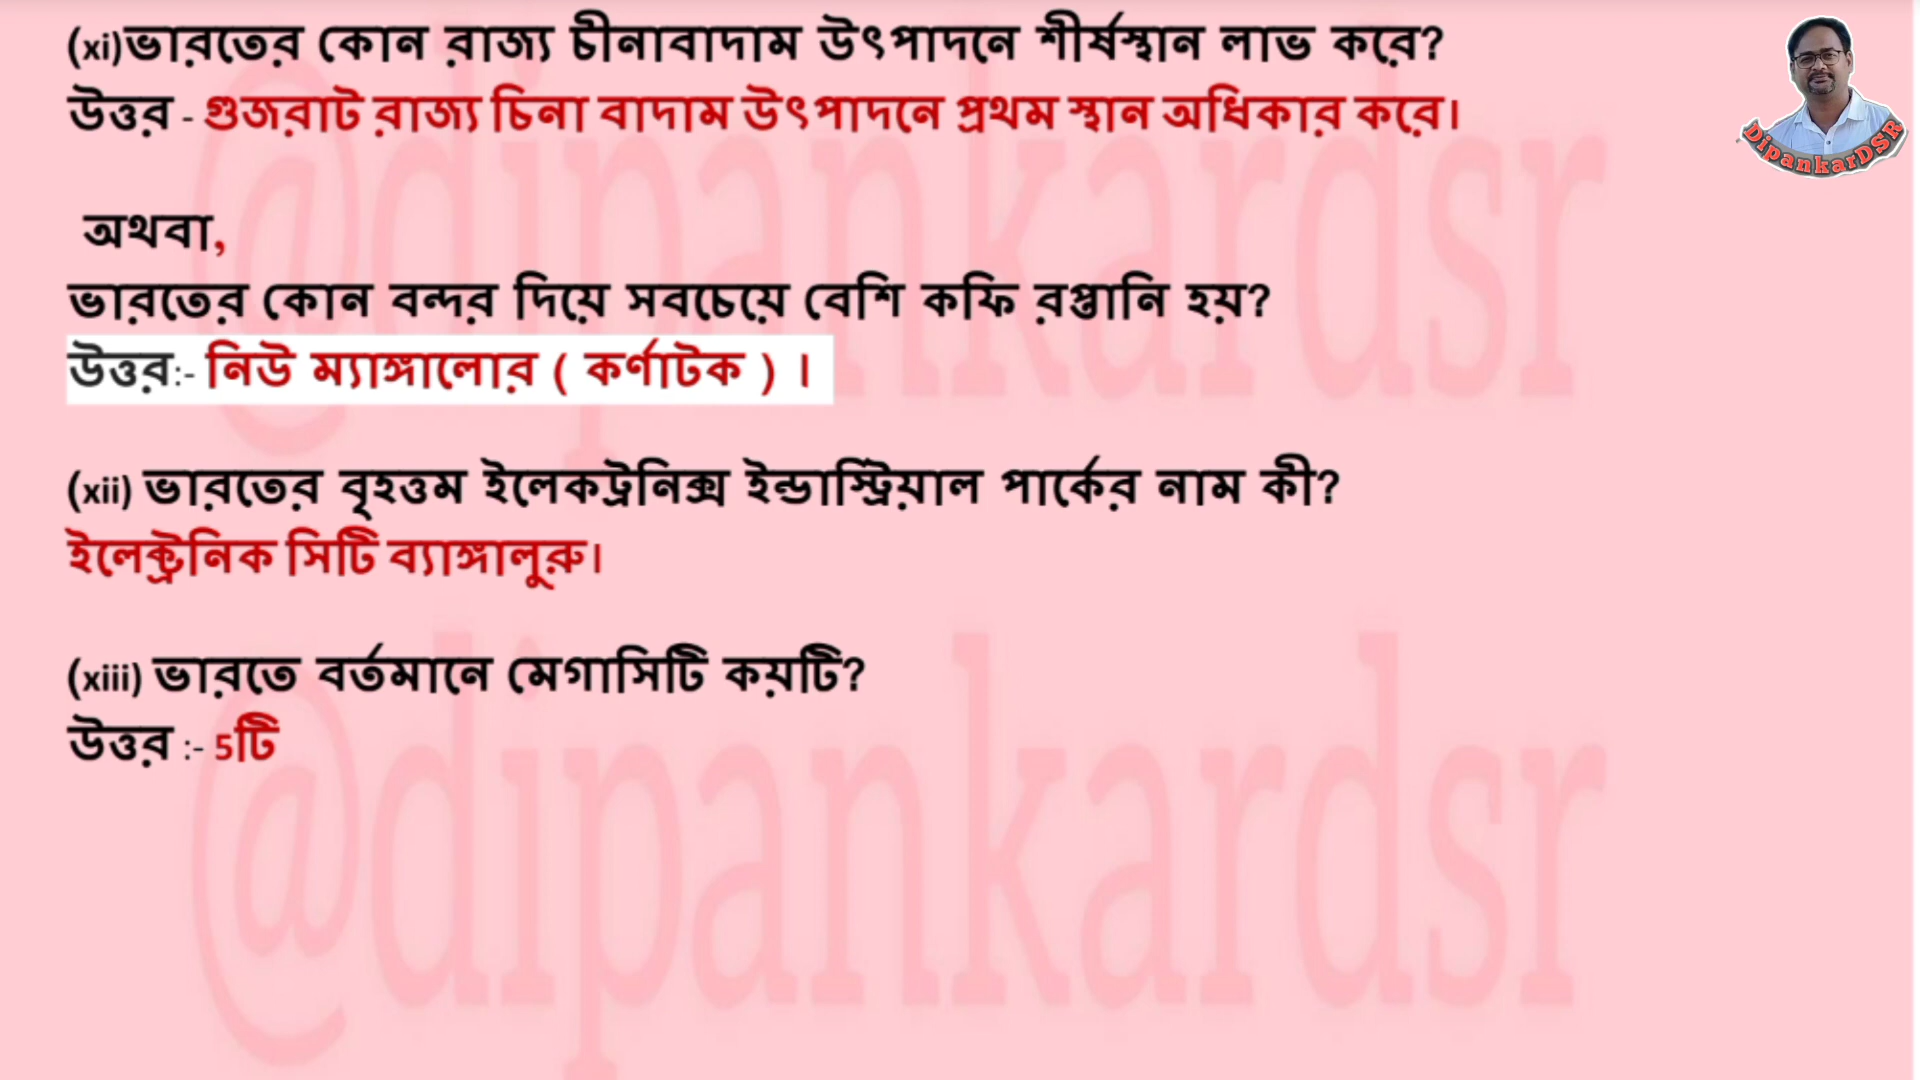 (xi)ভারতের কোন রাজ্য চীনাবাদাম উৎপাদনে শীর্ষস্থান লাভ করে?
উত্তর - গুজরাট রাজ্য চিনা বাদাম উৎপাদনে প্রথম স্থান অধিকার করে।
DipankarDSR
অথবা,
ভারতের কোন বন্দর দিয়ে সবচেয়ে বেশি কফি রপ্তানি হয়?
উত্তর:- নিউ ম্যাঙ্গালোর ( কর্ণাটক ) ।
@dipankardsr
(xii) ভারতের বৃহত্তম ইলেকট্রনিক্স ইন্ডাস্ট্রিয়াল পার্কের নাম কী?
ইলেক্ট্রনিক সিটি ব্যাঙ্গালুরু।
(xiii) ভারতে বর্তমানে মেগাসিটি কয়টি?
উত্তর :- 5টি
@dipankardsr